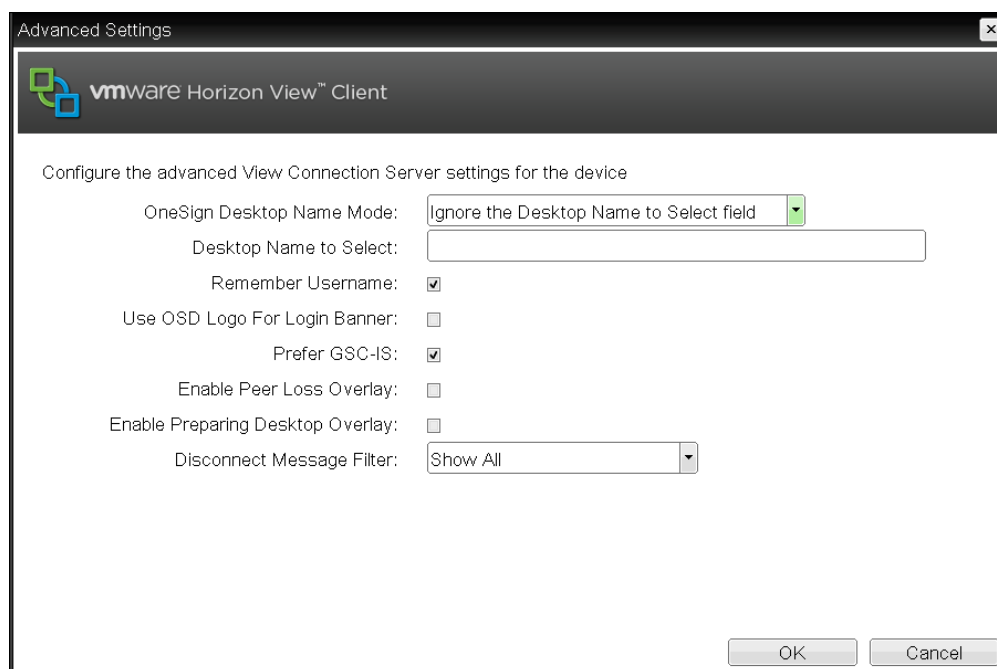 Advanced Settings
vmware Horizon View™ Client
Configure the advanced View Connection Server settings for the device
OneSign Desktop Name Mode: Ignore the Desktop Name to Select field
Desktop Name to Select:
Remember Username:
Use OSD Logo For Login Banner:
Prefer GSC-IS:
Enable Peer Loss Overlay:
Enable Preparing Desktop Overlay:
Disconnect Message Filter: Show All
OK Cancel